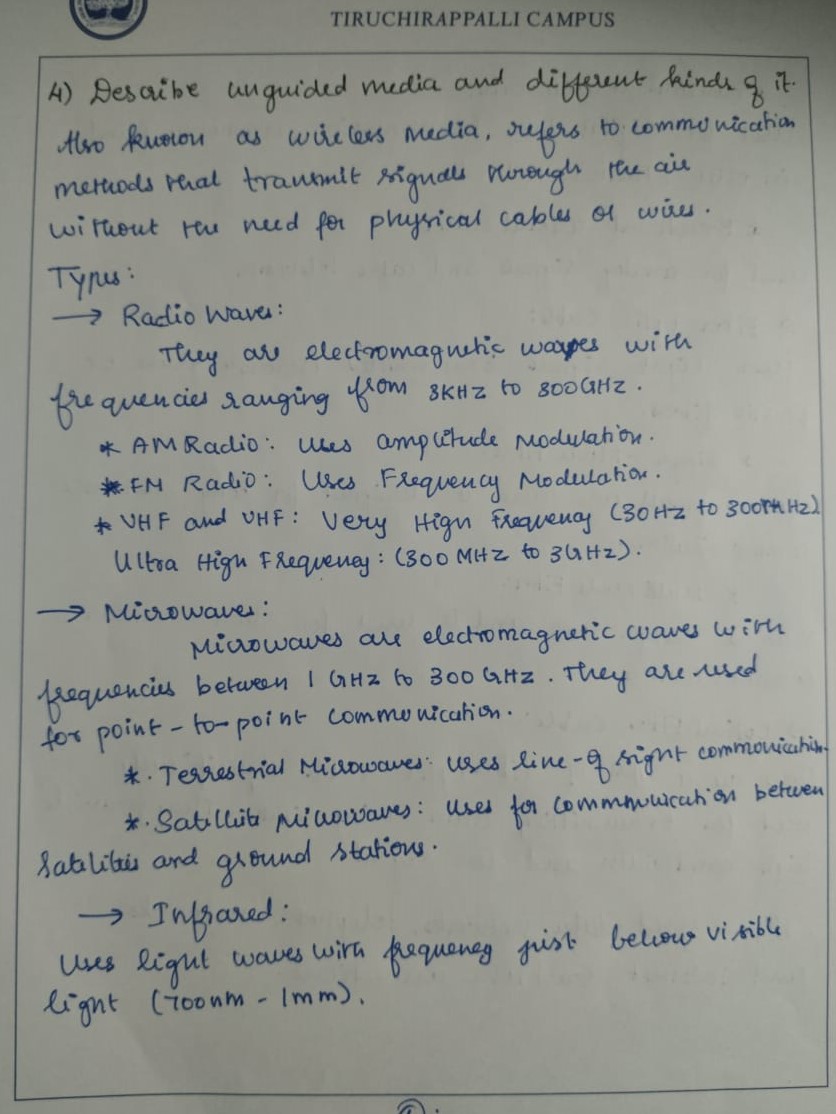 TIRUCHIRAPPALLI CAMPUS
4) Describe unguided media and different kinds of it.
Also known as wireless media, refers to communication
methods that transmit signals through the air
without the need for physical cables or wires.
Types:
→ Radio Waves:
They are electromagnetic waves with
frequencies ranging from 3KHz to 300GHz.
* AM Radio: Uses amplitude Modulation.
* FM Radio: Uses Frequency Modulation.
* VHF and UHF: Very High Frequency (30Hz to 300MHz)
Ultra High Frequency: (300 MHz to 3GHz).
→ Microwaves:
Microwaves are electromagnetic waves with
frequencies between 1 GHz to 300 GHz. They are used
for point-to-point communication.
*. Terrestrial Microwaves: uses line-of sight communication.
*. Satellite Microwaves: uses for communication between
Satelities and ground stations.
→ Infrared:
Uses light waves with frequency just below visible
light (700nm - 1mm).